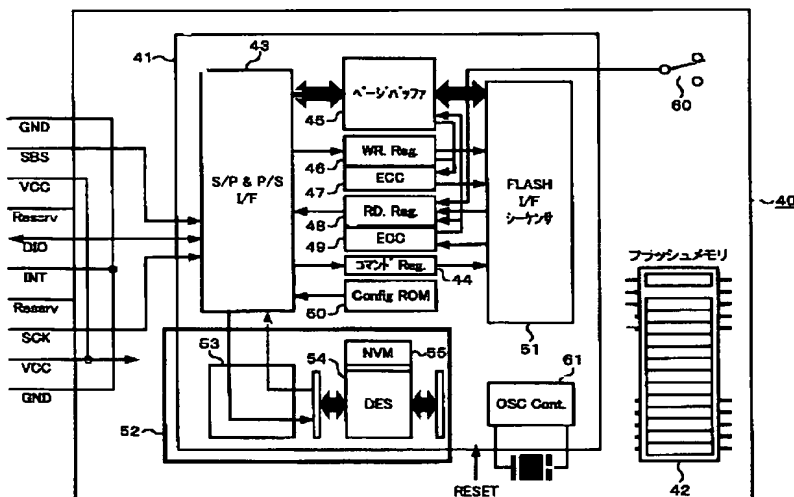 41
43
GND
SBS
VCC
Reserv
DIO
INT
Reserv
SCK
VCC
GND
S/P & P/S
I/F
ページバッファ
45
WR. Reg.
46
ECC
47
RD. Reg.
48
ECC
49
コマンド Reg.
44
Config ROM
50
FLASH
I/F
シーケンサ
51
60
40
フラッシュメモリ
42
52
53
54
NVM
55
DES
61
OSC Cont.
RESET